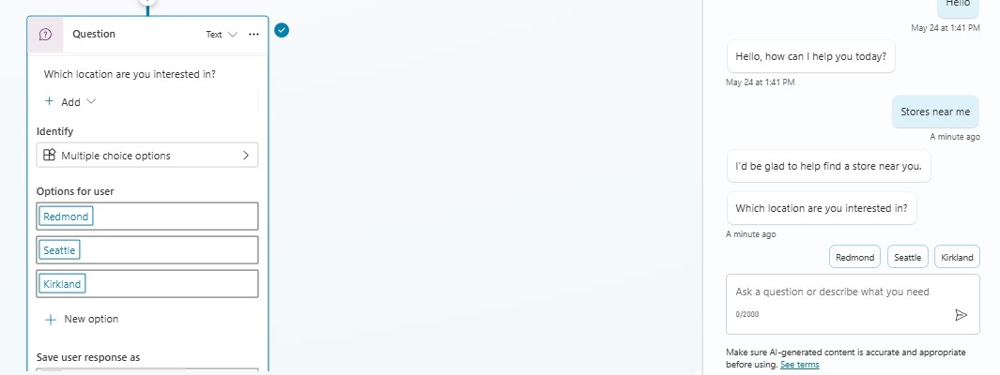 Question
Text
Which location are you interested in?
Add
Identify
Multiple choice options
Options for user
Redmond
Seattle
Kirkland
New option
Save user response as
Hello
May 24 at 1:41 PM
Hello, how can I help you today?
May 24 at 1:41 PM
Stores near me
A minute ago
I'd be glad to help find a store near you.
Which location are you interested in?
A minute ago
Redmond
Seattle
Kirkland
Ask a question or describe what you need
0/2000
Make sure AI-generated content is accurate and appropriate
before using. See terms